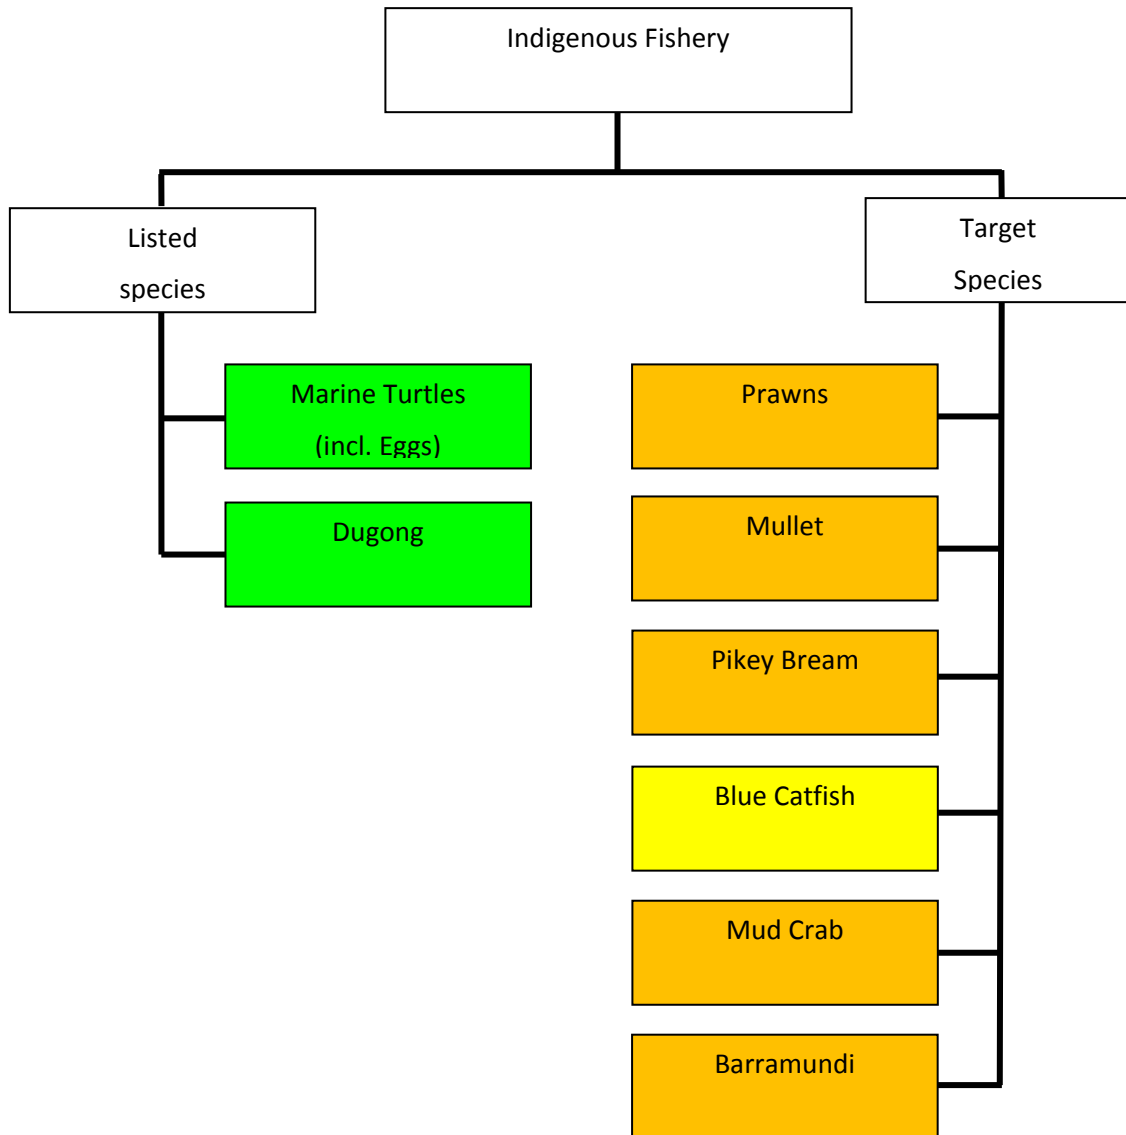 Indigenous Fishery
Listed
species
Target
Species
Marine Turtles
(incl. Eggs)
Dugong
Prawns
Mullet
Pikey Bream
Blue Catfish
Mud Crab
Barramundi